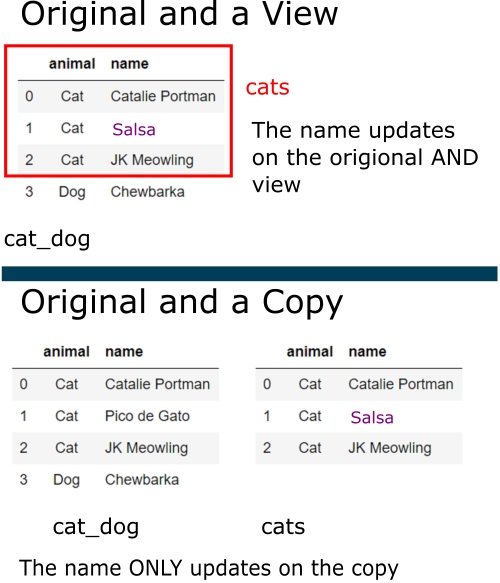 Original and a View
animal name
0 Cat Catalie Portman
1 Cat Salsa
2 Cat JK Meowling
3 Dog Chewbarka
cat_dog
cats
The name updates
on the origional AND
view
Original and a Copy
animal name
0 Cat Catalie Portman
1 Cat Pico de Gato
2 Cat JK Meowling
3 Dog Chewbarka
cat_dog
animal name
0 Cat Catalie Portman
1 Cat Salsa
2 Cat JK Meowling
cats
The name ONLY updates on the copy